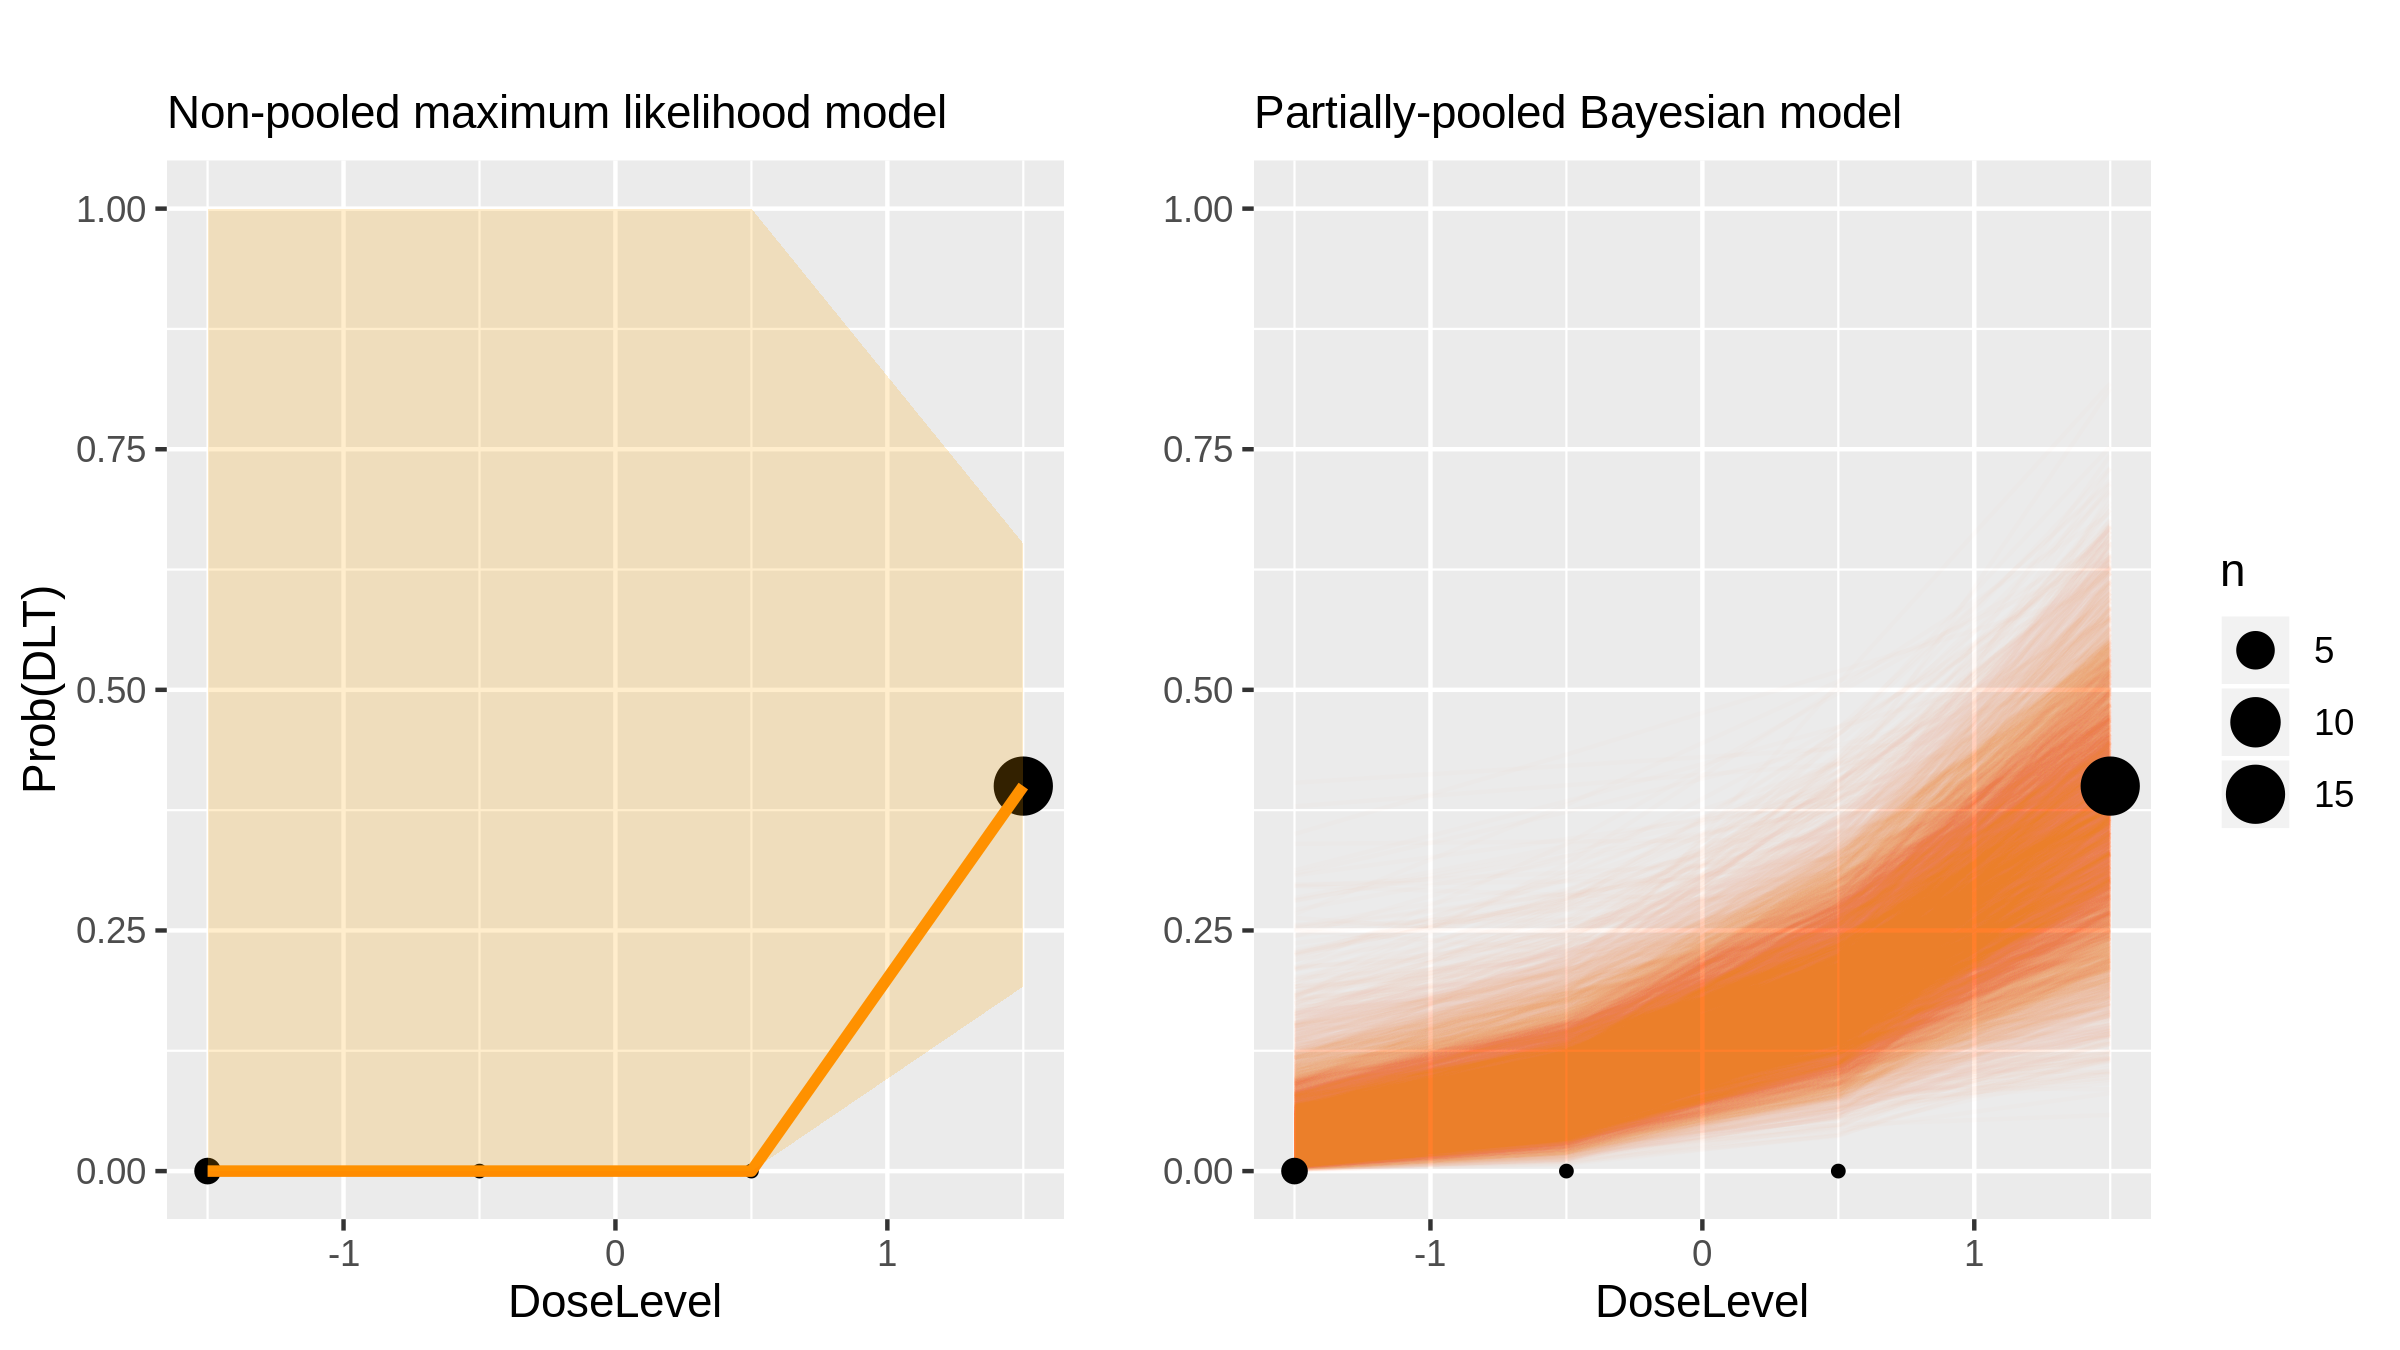 Non-pooled maximum likelihood model
Prob(DLT)
1.00
0.75
0.50
0.25
0.00
-1 0 1
DoseLevel
Partially-pooled Bayesian model
1.00
0.75
0.50
0.25
0.00
-1 0 1
DoseLevel
n
5
10
15